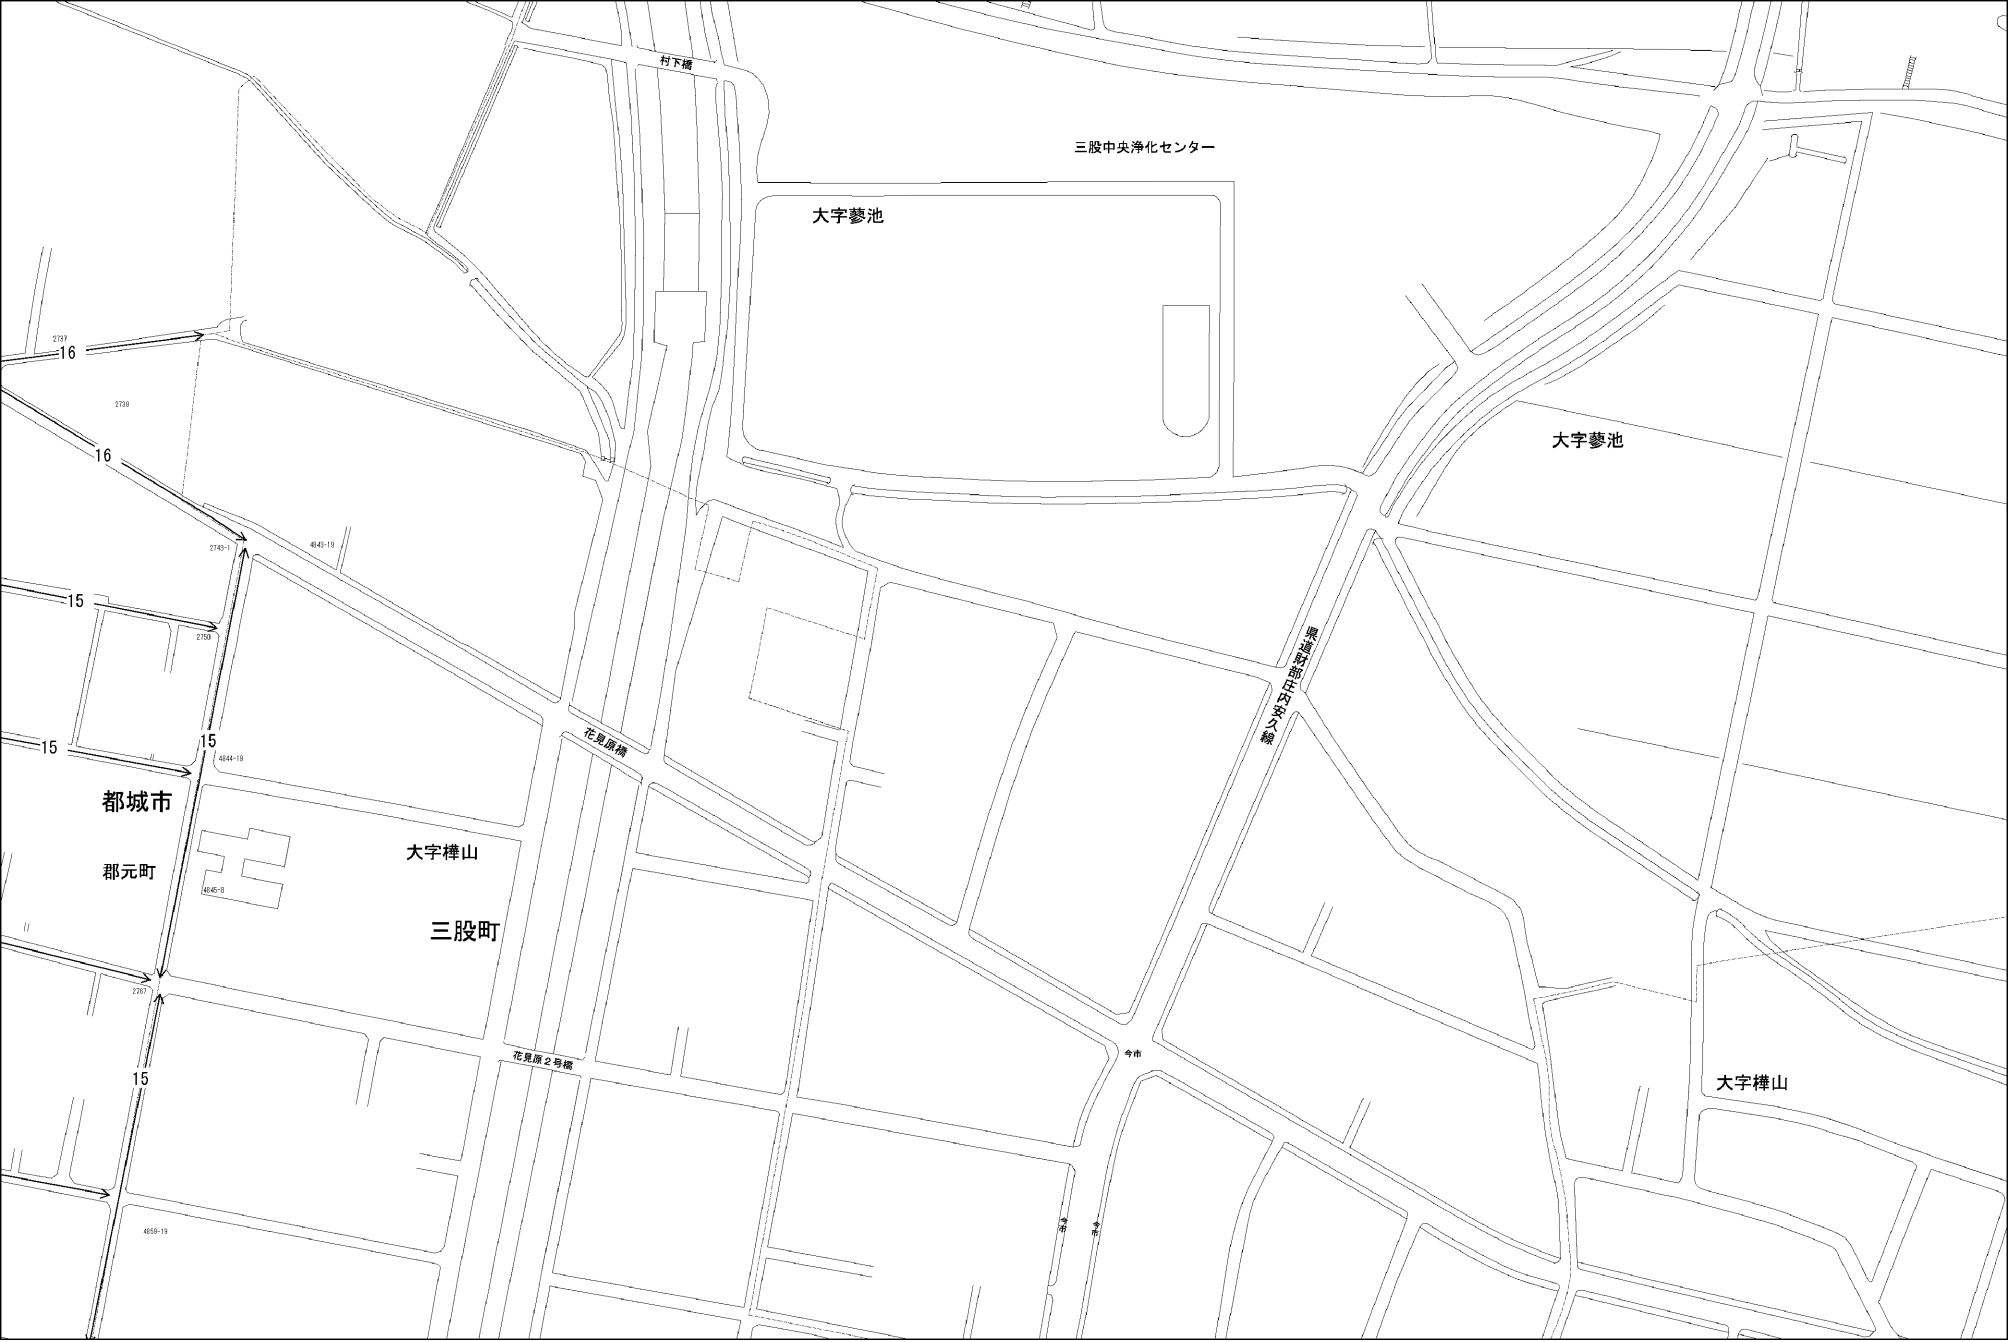 村下橋
三股中央浄化センター
大字蓼池
2737
16
2738
大字蓼池
16
2743-1
4843-19
15
2750
県道財部庄内安久線
15
花見原橋
15
4844-19
都城市
大字樺山
郡元町
4845-8
三股町
2767
花見原2号橋
今市
15
大字樺山
今市
今市
4859-19